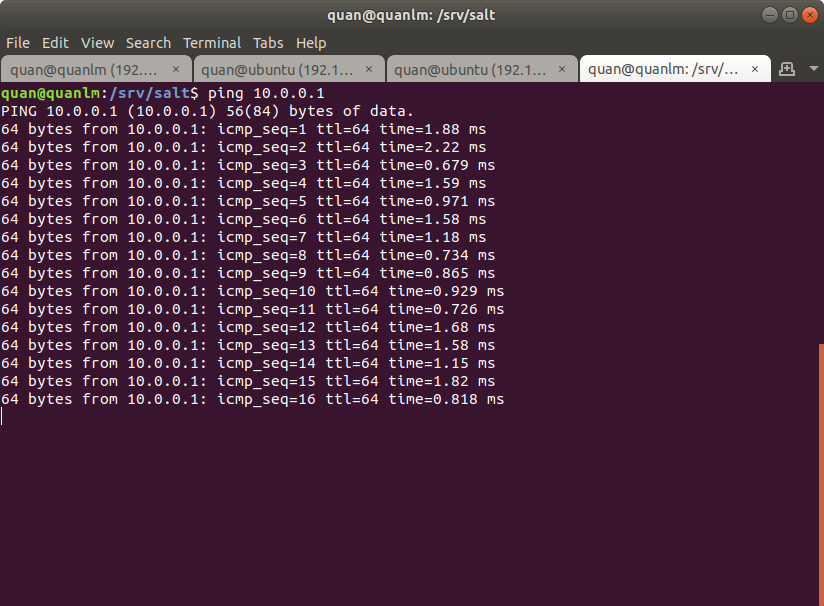 quan@quanlm: /srv/salt
File Edit View Search Terminal Tabs Help
quan@quanlm (192.... × quan@ubuntu (192.1... × quan@ubuntu (192.1... × quan@quanlm: /srv/... ×
quan@quanlm:/srv/salt$ ping 10.0.0.1
PING 10.0.0.1 (10.0.0.1) 56(84) bytes of data.
64 bytes from 10.0.0.1: icmp_seq=1 ttl=64 time=1.88 ms
64 bytes from 10.0.0.1: icmp_seq=2 ttl=64 time=2.22 ms
64 bytes from 10.0.0.1: icmp_seq=3 ttl=64 time=0.679 ms
64 bytes from 10.0.0.1: icmp_seq=4 ttl=64 time=1.59 ms
64 bytes from 10.0.0.1: icmp_seq=5 ttl=64 time=0.971 ms
64 bytes from 10.0.0.1: icmp_seq=6 ttl=64 time=1.58 ms
64 bytes from 10.0.0.1: icmp_seq=7 ttl=64 time=1.18 ms
64 bytes from 10.0.0.1: icmp_seq=8 ttl=64 time=0.734 ms
64 bytes from 10.0.0.1: icmp_seq=9 ttl=64 time=0.865 ms
64 bytes from 10.0.0.1: icmp_seq=10 ttl=64 time=0.929 ms
64 bytes from 10.0.0.1: icmp_seq=11 ttl=64 time=0.726 ms
64 bytes from 10.0.0.1: icmp_seq=12 ttl=64 time=1.68 ms
64 bytes from 10.0.0.1: icmp_seq=13 ttl=64 time=1.58 ms
64 bytes from 10.0.0.1: icmp_seq=14 ttl=64 time=1.15 ms
64 bytes from 10.0.0.1: icmp_seq=15 ttl=64 time=1.82 ms
64 bytes from 10.0.0.1: icmp_seq=16 ttl=64 time=0.818 ms